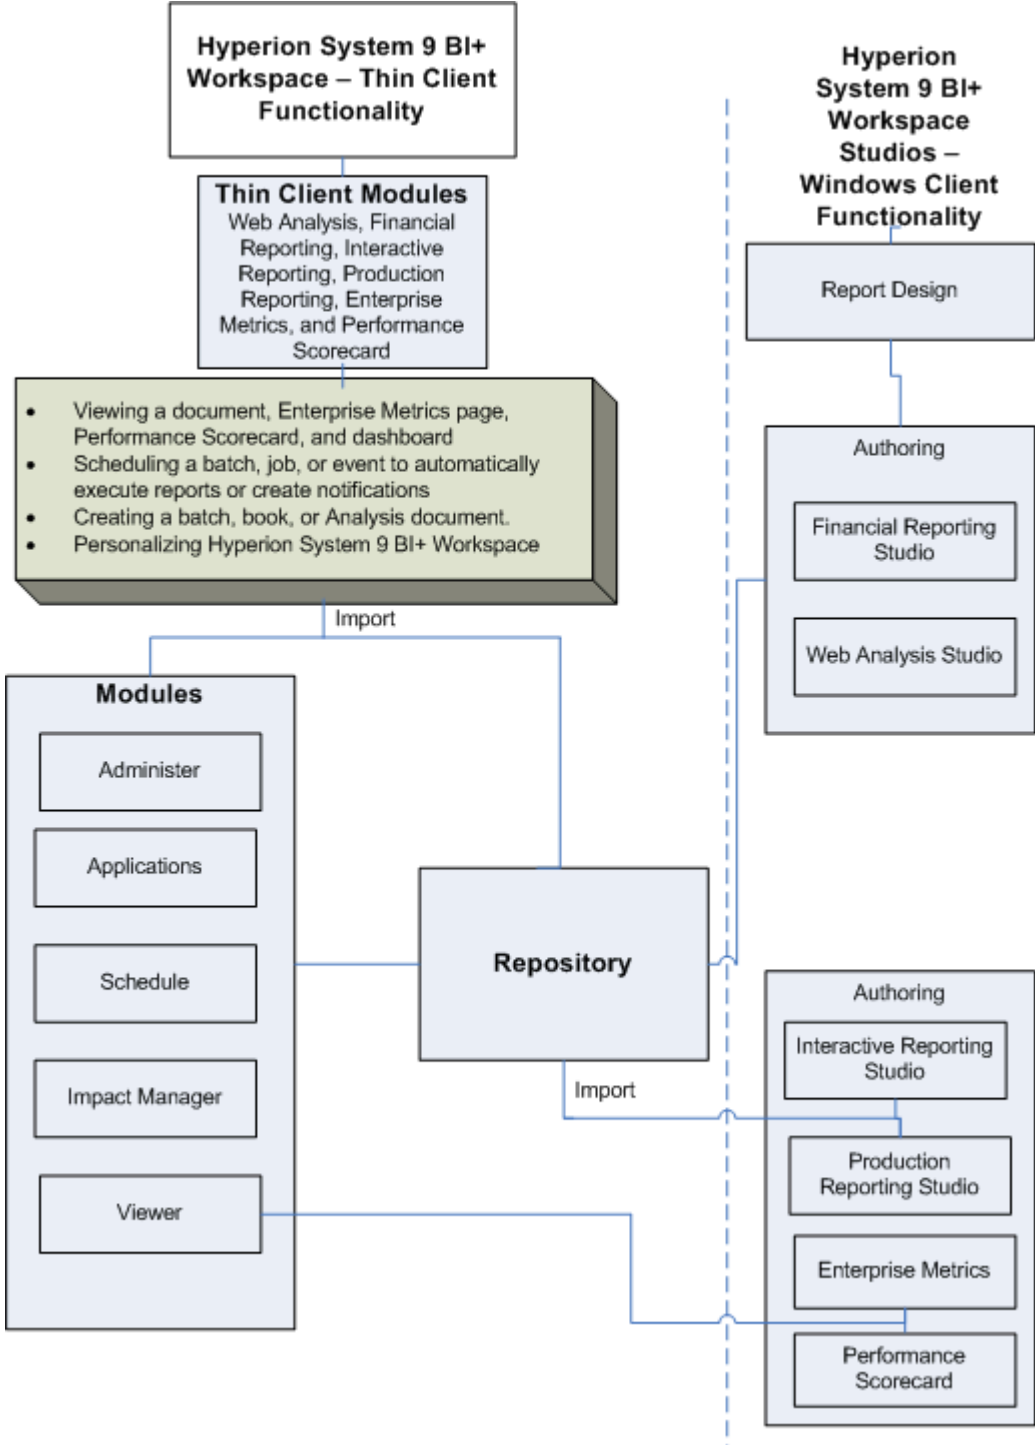 Hyperion System 9 BI+
Workspace – Thin Client
Functionality
Thin Client Modules
Web Analysis, Financial
Reporting, Interactive
Reporting, Production
Reporting, Enterprise
Metrics, and Performance
Scorecard
• Viewing a document, Enterprise Metrics page,
Performance Scorecard, and dashboard
• Scheduling a batch, job, or event to automatically
execute reports or create notifications
• Creating a batch, book, or Analysis document.
• Personalizing Hyperion System 9 BI+ Workspace
Import
Modules
Administer
Applications
Schedule
Impact Manager
Viewer
Repository
Import
Hyperion
System 9 BI+
Workspace
Studios –
Windows Client
Functionality
Report Design
Authoring
Financial Reporting
Studio
Web Analysis Studio
Authoring
Interactive Reporting
Studio
Production
Reporting Studio
Enterprise Metrics
Performance
Scorecard